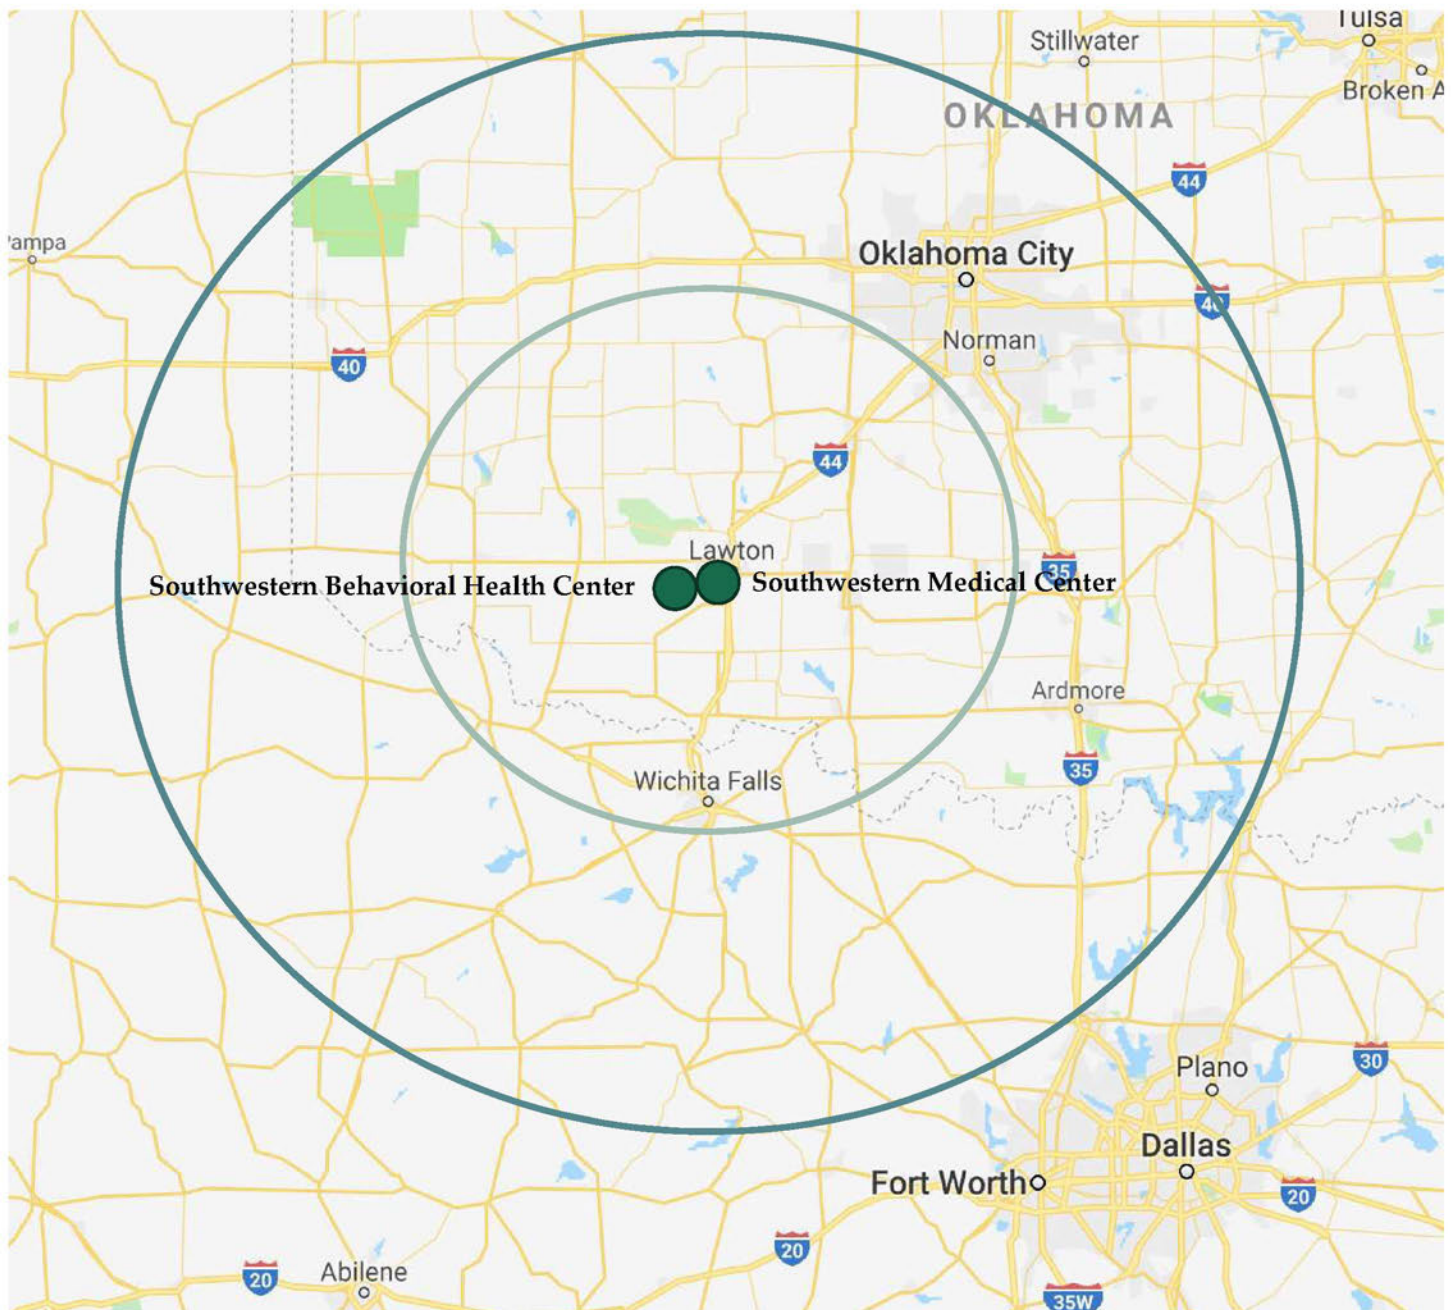 Tulsa
Stillwater
Broken A
OKLAHOMA
44
Pampa
Oklahoma City
40
Norman
40
44
Lawton
35
Southwestern Behavioral Health Center
Southwestern Medical Center
Ardmore
35
Wichita Falls
30
Plano
Dallas
Fort Worth
20
20
Abilene
20
35W